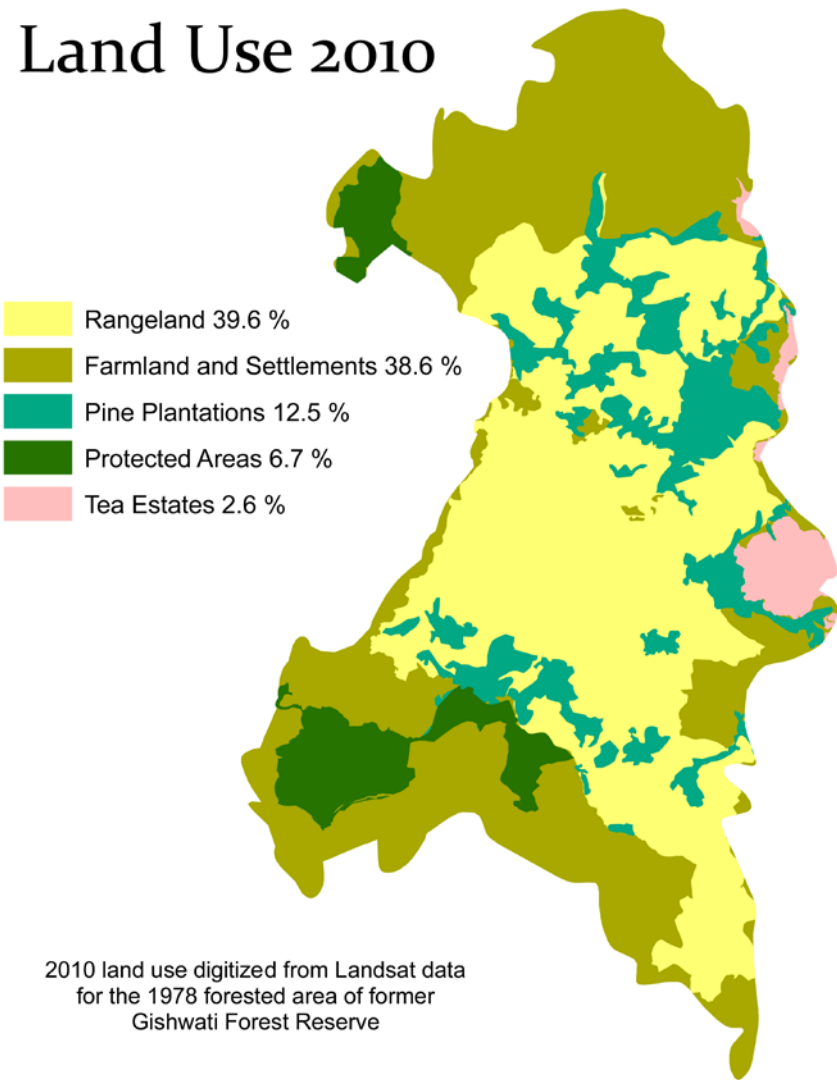 Land Use 2010
Rangeland 39.6 %
Farmland and Settlements 38.6 %
Pine Plantations 12.5 %
Protected Areas 6.7 %
Tea Estates 2.6 %
2010 land use digitized from Landsat data
for the 1978 forested area of former
Gishwati Forest Reserve